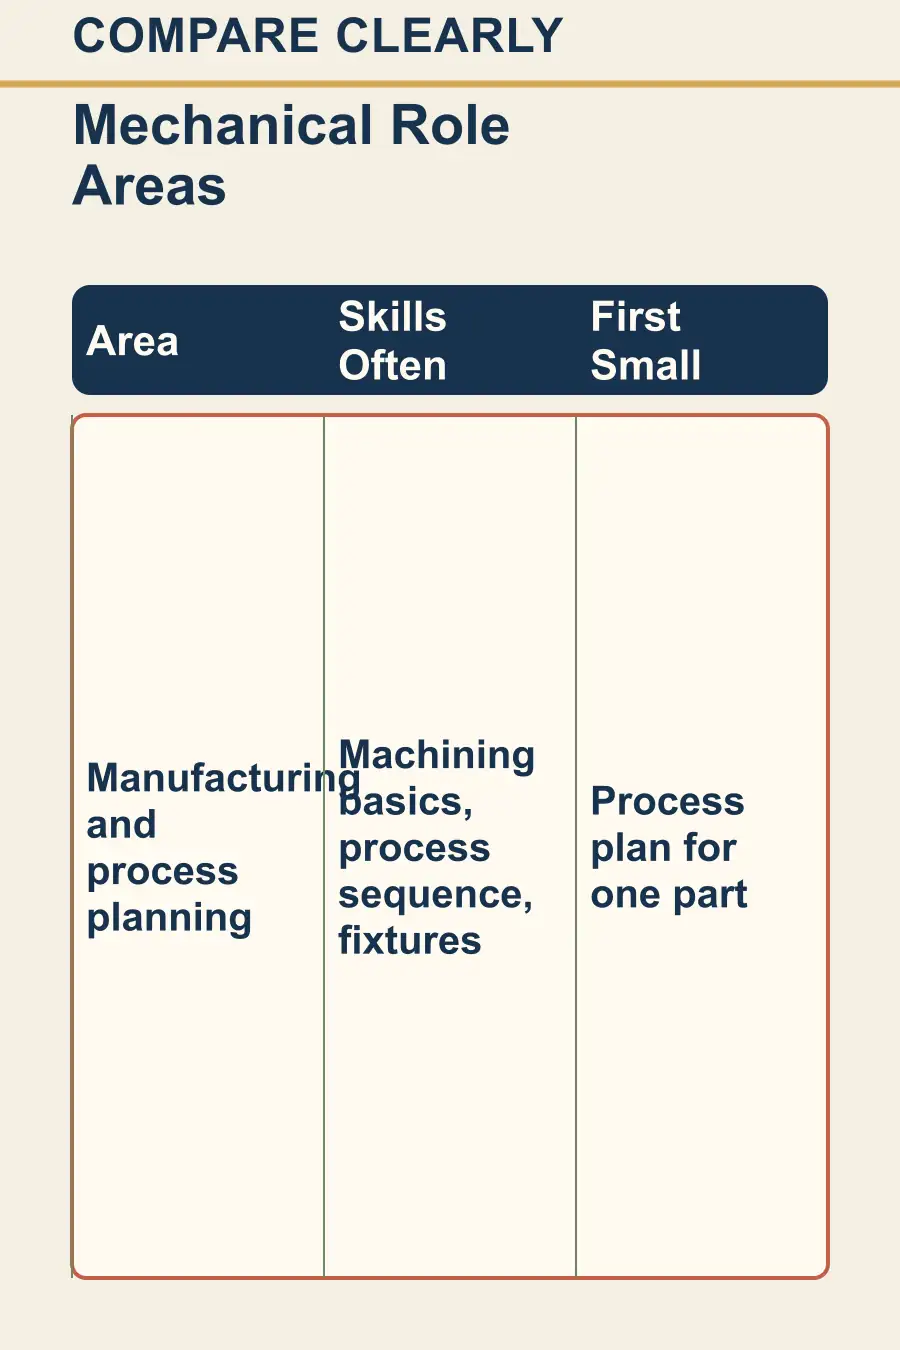 COMPARE CLEARLY
Mechanical Role
Areas
Area
Skills
Often
First
Small
Manufacturing
and
process
planning
Machining
basics,
process
sequence,
fixtures
Process
plan for
one part